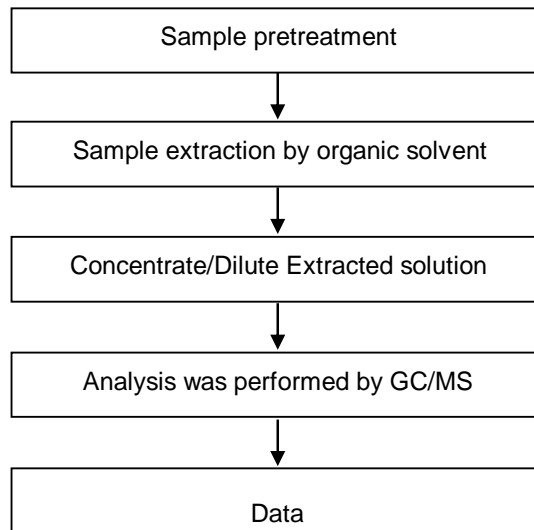 Sample pretreatment
Sample extraction by organic solvent
Concentrate/Dilute Extracted solution
Analysis was performed by GC/MS
Data